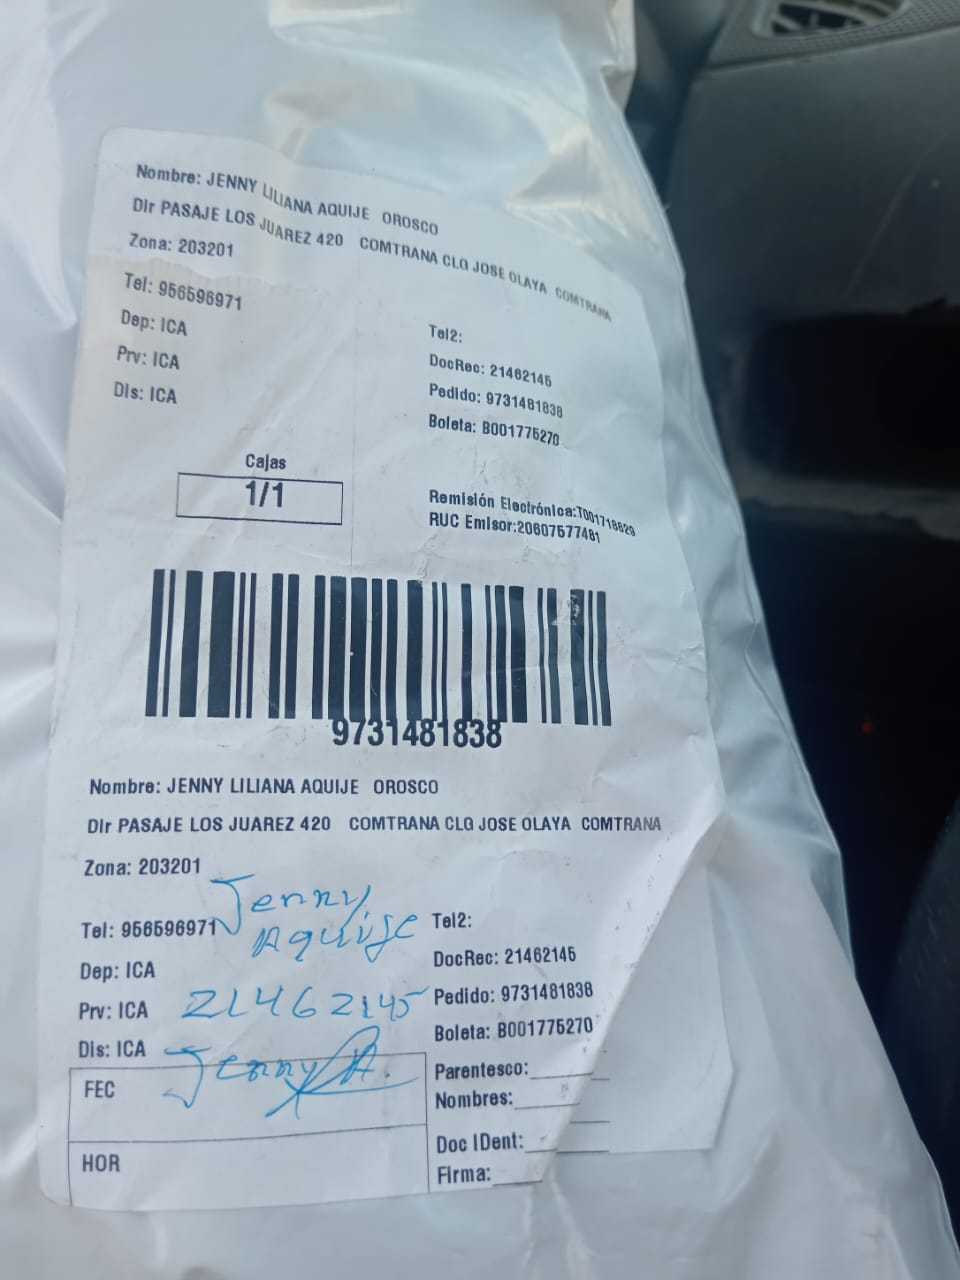 Nombre: JENNY LILIANA AQUIJE OROSCO
Dir PASAJE LOS JUAREZ 420 COMTRANA CLG JOSE OLAYA COMTRANA
Zona: 203201
Tel: 956596971
Dep: ICA
Prv: ICA
Dis: ICA
Tel2:
DocRec: 21462145
Pedido: 9731481838
Boleta: B001775270
Cajas
1/1
Remisión Electrónica:T001718629
RUC Emisor:20607577481
9731481838
Nombre: JENNY LILIANA AQUIJE OROSCO
Dir PASAJE LOS JUAREZ 420 COMTRANA CLG JOSE OLAYA COMTRANA
Zona: 203201
Jenny
Aquije
Tel: 956596971
Dep: ICA
Prv: ICA
21462145
Dis: ICA
Jenny A.
FEC
HOR
Tel2:
DocRec: 21462145
Pedido: 9731481838
Boleta: B001775270
Parentesco:
Nombres:
Doc IDent:
Firma: